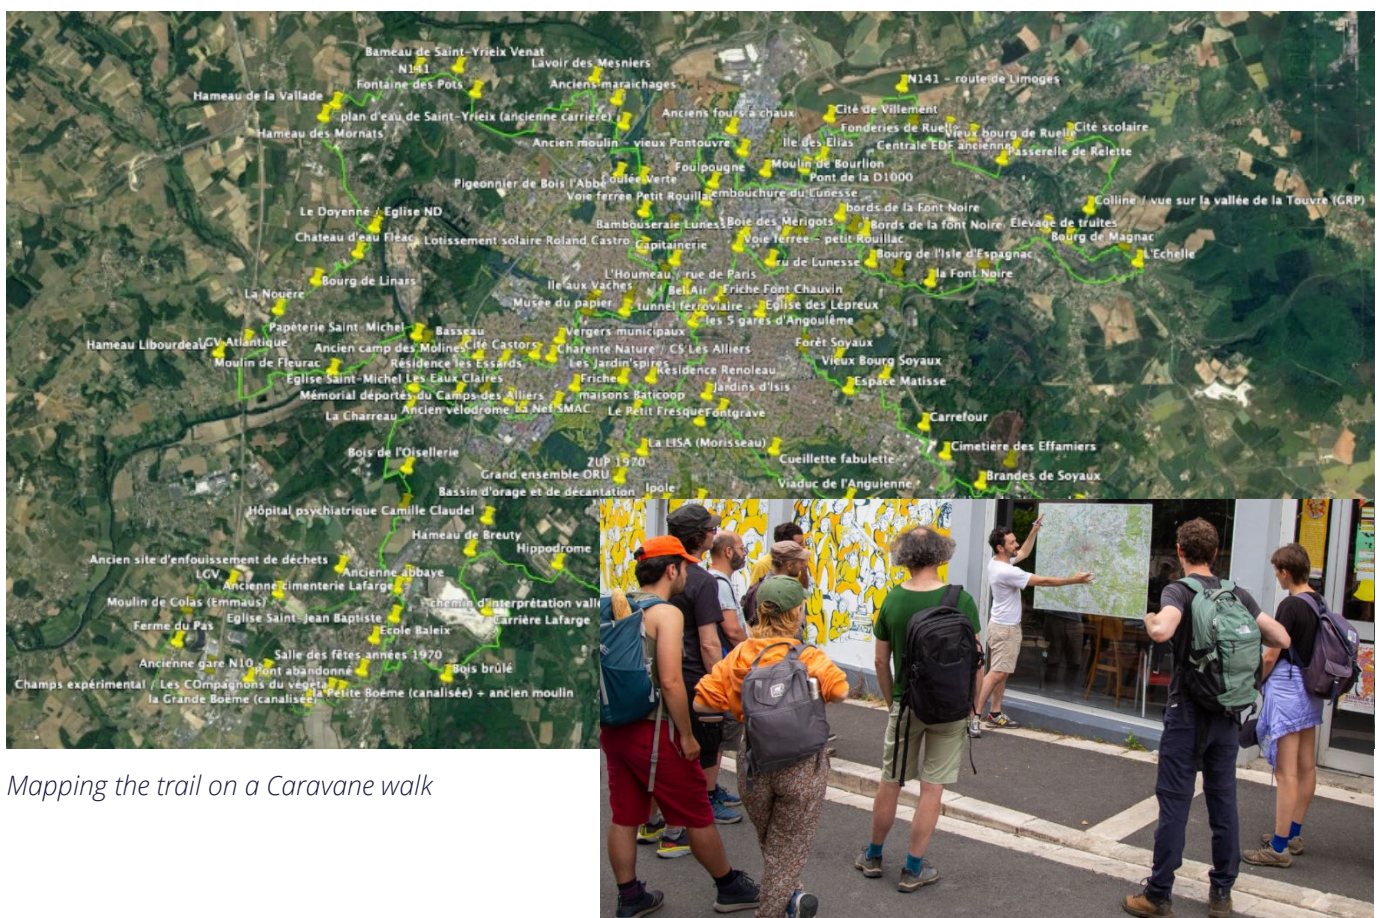 Bameau de Saint-Yrieix Venat
Lavoir des Mesniers
N141
N141 - route de Limoges
Fontaine des Pots
Anciens maraichages
Hameau de la Vallade
plan d'eau de Saint-Yrieix (ancienne carrière)
Anciens fours à chaux
Cité de Villement
Hameau des Mornats
Fonderies de Ruelle
Vieux bourg de Ruelle
Cité scolaire
Ancien moulin - vieux Pontouvre
Ile des Elias
Centrale EDF ancienne
Passerelle de Relette
Foulpougne
Moulin de Bourlion
Pigeonnier de Bois l'Abbé
Coulée Verte
Pont de la D1000
Voie ferrée Petit Rouillac
embouchure du Lunesse
Colline / vue sur la vallée de la Touvre (GRP)
Le Doyenné / Eglise ND
bords de la Font Noire
Bambouseraie Lunesse
Boie des Mérigots
Bords de la font Noire
Elevage de truites
Chateau d'eau Fleac
Lotissement solaire Roland Castro
Capitainerie
Voie ferrée - petit Rouillac
Bourg de Magnac
ru de Lunesse
Bourg de l'Isle d'Espagnac
L'Echelle
Bourg de Linars
L'Houmeau / rue de Paris
la Font Noire
La Nouère
Ile aux Vaches
Bel Air
Friche Font Chauvin
Musée du papier
tunnel ferroviaire
Eglise des Lépreux
les 5 gares d'Angoulême
Papèterie Saint-Michel
Basseau
Vergers municipaux
Hameau Libourdeau
LGV Atlantique
Ancien camp des Molines
Cité Castors
Charente Nature / CS Les Alliers
Forêt Soyaux
Moulin de Fleurac
Résidence les Essards
Les Jardin'spires
Résidence Renoleau
Vieux Bourg Soyaux
Eglise Saint-Michel
Les Eaux Claires
Friche
Jardins d'Isis
Espace Matisse
Mémorial déportés du Camps des Alliers
maisons Baticoop
La Charreau
Ancien vélodrome
La Nef SMAC
Le Petit Fresquet
Fontgrave
Carrefour
La LISA (Morisseau)
Cimetière des Effamiers
Bois de l'Oisellerie
ZUP 1970
Cueillette fabulette
Grand ensemble ORU
Viaduc de l'Anguienne
Brandes de Soyaux
Bassin d'orage et de décantation
Ipole
Hôpital psychiatrique Camille Claudel
Hameau de Breuty
Hippodrome
Ancien site d'enfouissement de déchets
LGV
Ancienne abbaye
Ancienne cimenterie Lafarge
Moulin de Colas (Emmaus)
chemin d'interprétation vall
Eglise Saint-Jean Baptiste
Carrière Lafarge
Ferme du Pas
Ecole Baleix
Salle des fêtes années 1970
Ancienne gare N10
Pont abandonné
Bois brûlé
Champs expérimental / Les COmpagnons du végétal
la Petite Boëme (canalisée) + ancien moulin
la Grande Boëme (canalisée)
Mapping the trail on a Caravane walk